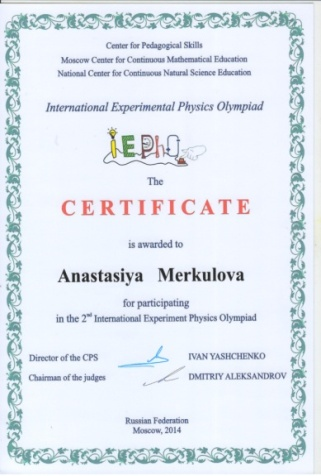 Center for Pedagogical Skills
Moscow Center for Continuous Mathematical Education
National Center for Continuous Natural Science Education
International Experimental Physics Olympiad
iEPhO
The
CERTIFICATE
is awarded to
Anastasiya Merkulova
for participating
in the 2nd International Experiment Physics Olympiad
Director of the CPS IVAN YASHCHENKO
Chairman of the judges DMITRIY ALEKSANDROV
Russian Federation
Moscow, 2014